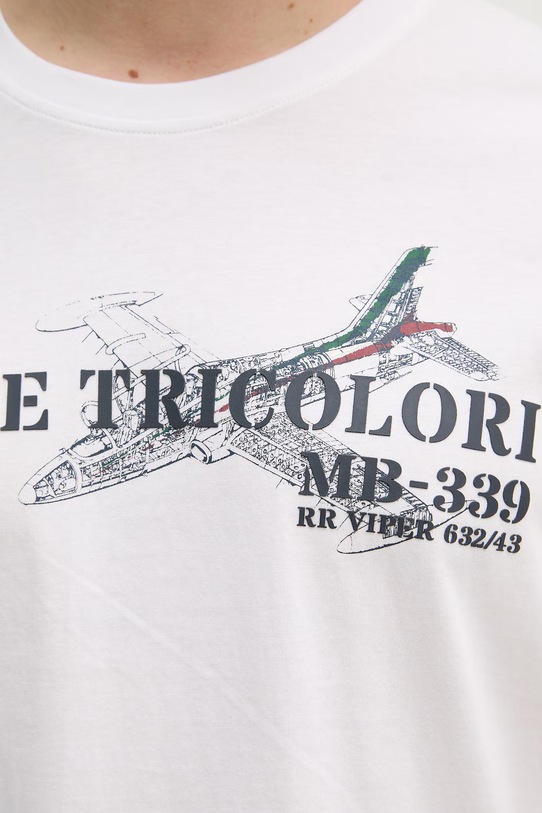 E TRICOLORI
MB-339
RR VIPER 632/43